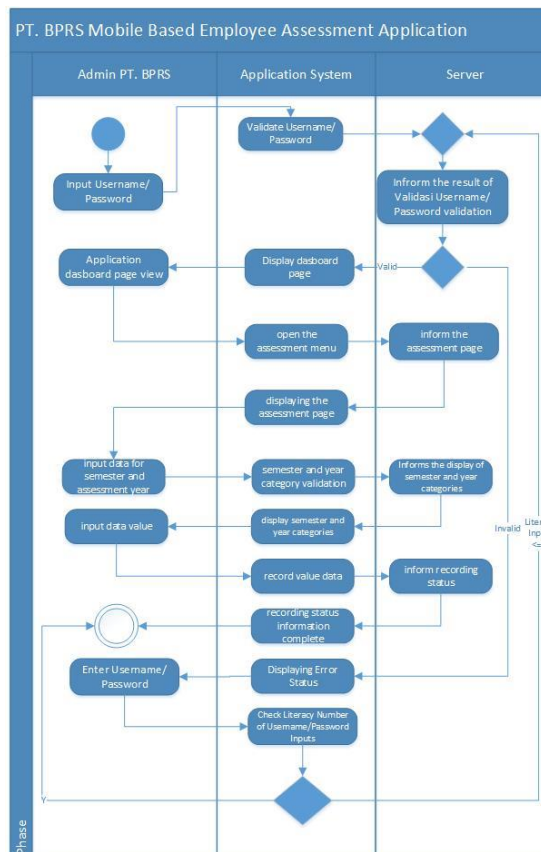 PT. BPRS Mobile Based Employee Assessment Application
Admin PT. BPRS
Application System
Server
Validate Username/
Password
Input Username/
Password
Infrorm the result of
Validasi Username/
Password validation
Application
dasboard page view
Display dasboard
page
Valid
open the
assessment menu
inform the
assessment page
displaying the
assessment page
input data for
semester and
assessment year
semester and year
category validation
Informs the display of
semester and year
categories
input data value
display semester and
year categories
Invalid
Litera
Inpu
<=
record value data
inform recording
status
recording status
information
complete
Enter Username/
Password
Displaying Error
Status
Check Literacy Number
of Username/Password
Inputs
Y
Phase